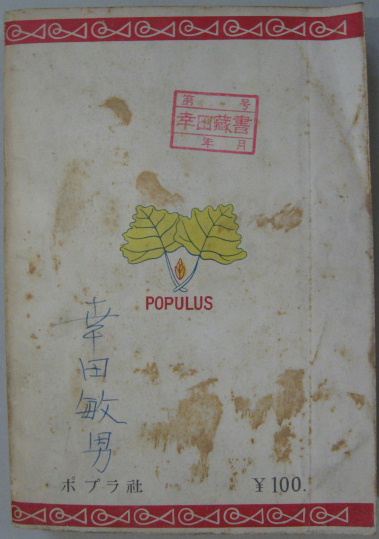 第 号
幸田蔵書
年 月
POPULUS
幸田敏男
ポプラ社 ¥100.